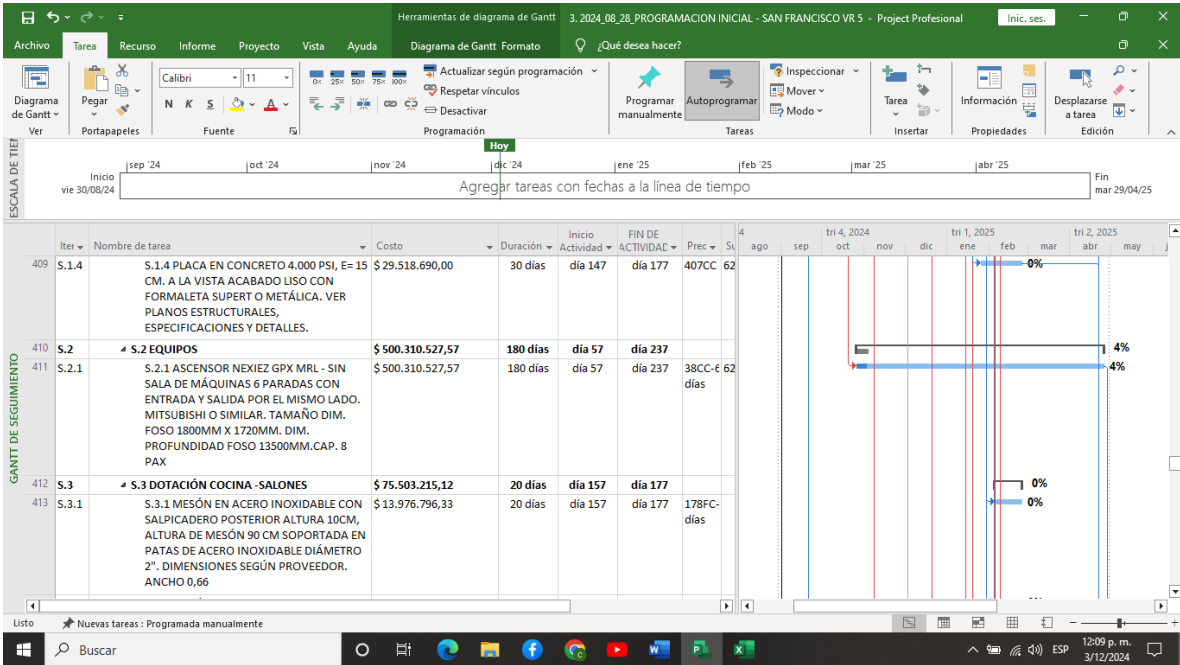 Herramientas de diagrama de Gantt 3. 2024_08_28_PROGRAMACION INICIAL - SAN FRANCISCO VR 5 - Project Profesional Inic. ses.
Archivo Tarea Recurso Informe Proyecto Vista Ayuda Diagrama de Gantt Formato ¿Qué desea hacer?
Diagrama de Gantt
Ver
Pegar
Portapapeles
Calibri 11
N K S A
Fuente
0× 25× 50× 75× 100×
Actualizar según programación
Respetar vínculos
Desactivar
Programación
Programar manualmente
Autoprogramar
Inspeccionar
Mover
Modo
Tareas
Tarea
Insertar
Información
Propiedades
Desplazarse a tarea
Edición
ESCALA DE TIEM
Hoy
sep '24 oct '24 nov '24 dic '24 ene '25 feb '25 mar '25 abr '25
Inicio
vie 30/08/24
Agregar tareas con fechas a la línea de tiempo
Fin
mar 29/04/25
GANTT DE SEGUIMIENTO
Inicio FIN DE 4 tri 4, 2024 tri 1, 2025 tri 2, 2025
Iter Nombre de tarea Costo Duración Actividad ACTIVIDAD Prec Su ago sep oct nov dic ene feb mar abr may j
409 S.1.4 S.1.4 PLACA EN CONCRETO 4.000 PSI, E= 15 $ 29.518.690,00 30 días día 147 día 177 407CC 62 0%
CM. A LA VISTA ACABADO LISO CON
FORMALETA SUPERT O METÁLICA. VER
PLANOS ESTRUCTURALES,
ESPECIFICACIONES Y DETALLES.
410 S.2 S.2 EQUIPOS $ 500.310.527,57 180 días día 57 día 237 4%
411 S.2.1 S.2.1 ASCENSOR NEXIEZ GPX MRL - SIN $ 500.310.527,57 180 días día 57 día 237 38CC-6 62 4%
SALA DE MÁQUINAS 6 PARADAS CON días
ENTRADA Y SALIDA POR EL MISMO LADO.
MITSUBISHI O SIMILAR. TAMAÑO DIM.
FOSO 1800MM X 1720MM. DIM.
PROFUNDIDAD FOSO 13500MM.CAP. 8
PAX
412 S.3 S.3 DOTACIÓN COCINA -SALONES $ 75.503.215,12 20 días día 157 día 177 0%
413 S.3.1 S.3.1 MESÓN EN ACERO INOXIDABLE CON $ 13.976.796,33 20 días día 157 día 177 178FC- 0%
SALPICADERO POSTERIOR ALTURA 10CM, días
ALTURA DE MESÓN 90 CM SOPORTADA EN
PATAS DE ACERO INOXIDABLE DIÁMETRO
2". DIMENSIONES SEGÚN PROVEEDOR.
ANCHO 0,66
Listo Nuevas tareas : Programada manualmente
Buscar
ESP
12:09 p. m.
3/12/2024